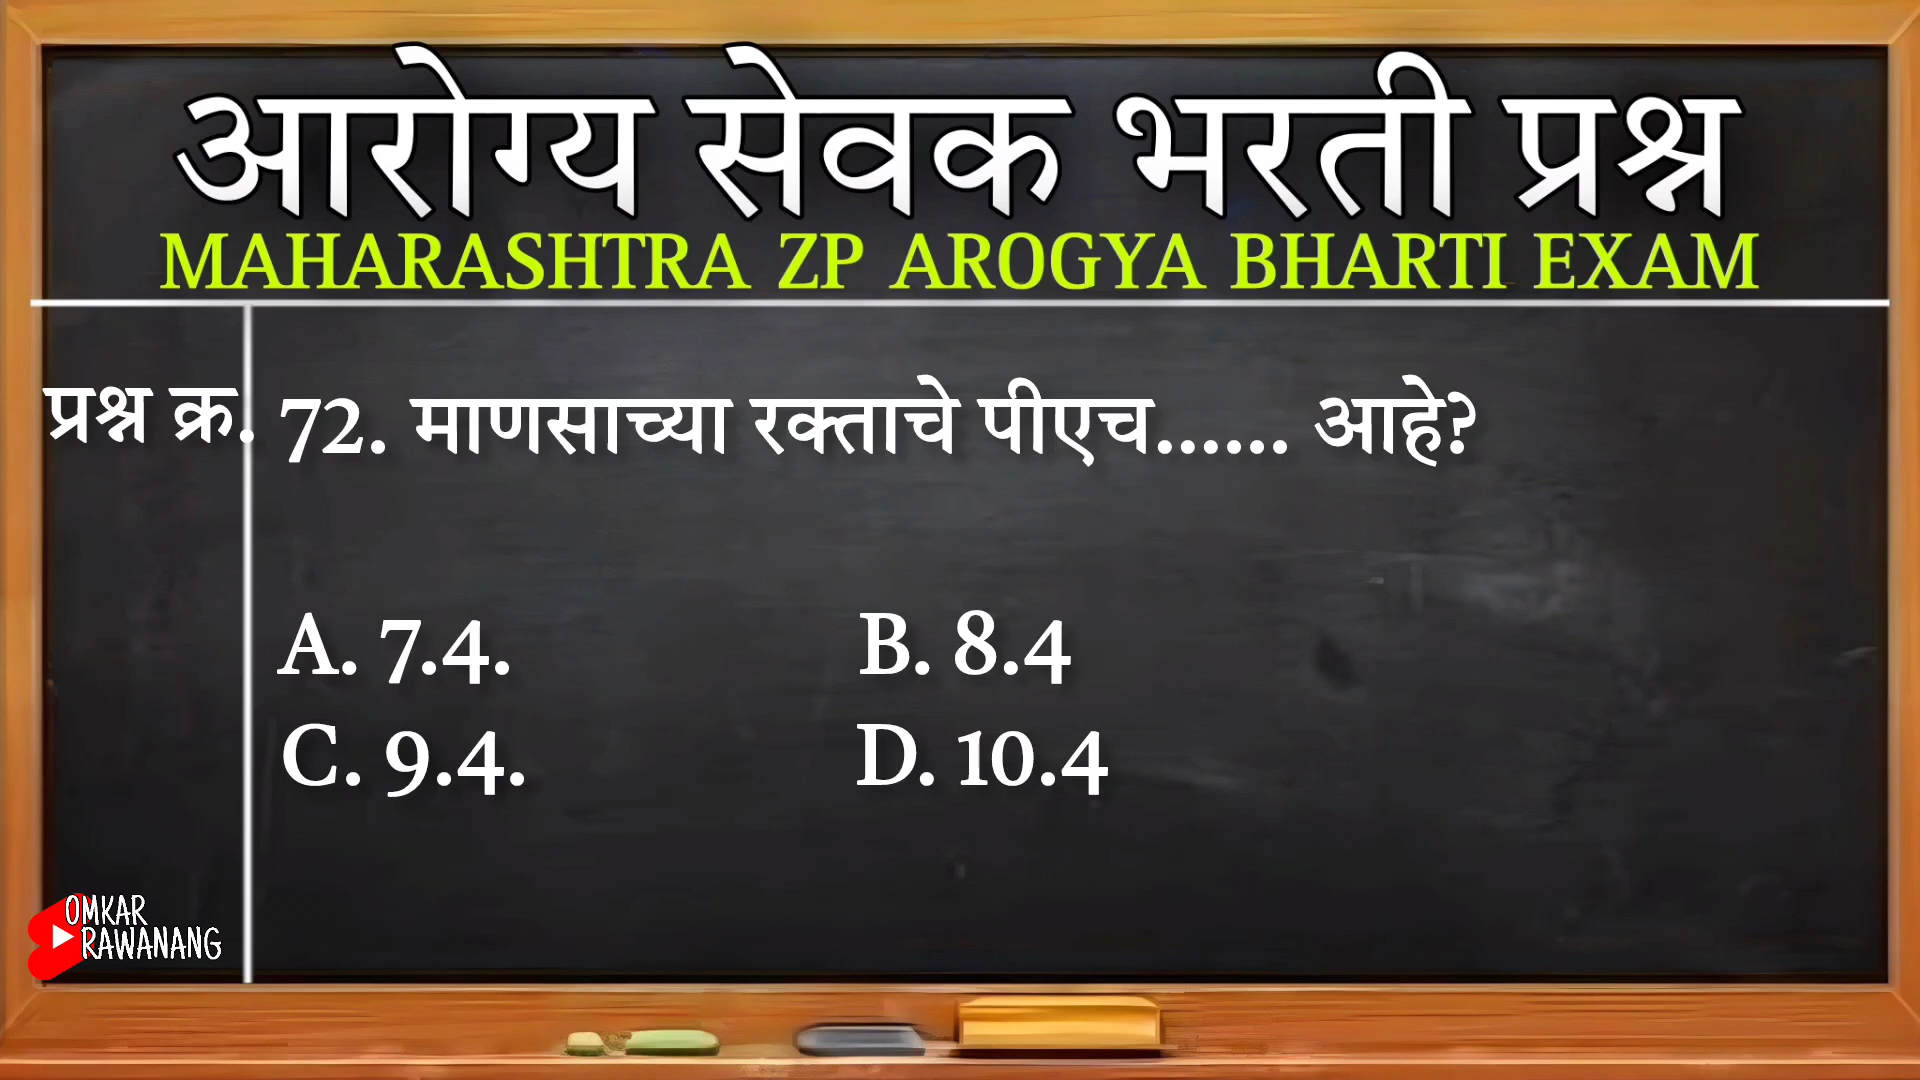 आरोग्य सेवक भरती प्रश्न
MAHARASHTRA ZP AROGYA BHARTI EXAM
प्रश्न क्र. 72. माणसाच्या रक्ताचे पीएच...... आहे?
A. 7.4. B. 8.4
C. 9.4. D. 10.4
OMKAR
RAWANANG